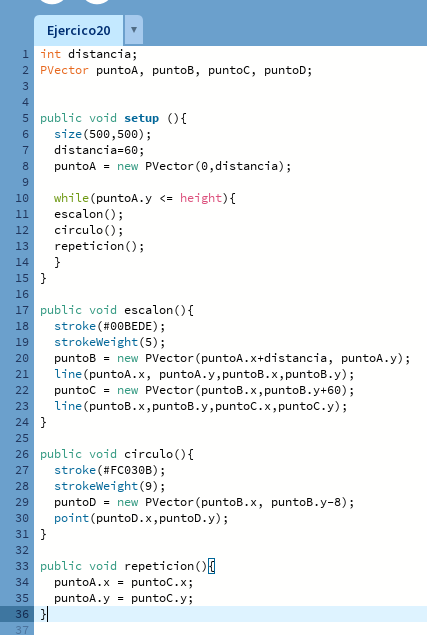 Ejercico20 ▼
1 int distancia;
2 PVector puntoA, puntoB, puntoC, puntoD;
3
4
5 public void setup (){
6   size(500,500);
7   distancia=60;
8   puntoA = new PVector(0,distancia);
9
10   while(puntoA.y <= height){
11   escalon();
12   circulo();
13   repeticion();
14   }
15 }
16
17 public void escalon(){
18   stroke(#00BEDE);
19   strokeWeight(5);
20   puntoB = new PVector(puntoA.x+distancia, puntoA.y);
21   line(puntoA.x, puntoA.y,puntoB.x,puntoB.y);
22   puntoC = new PVector(puntoB.x,puntoB.y+60);
23   line(puntoB.x,puntoB.y,puntoC.x,puntoC.y);
24 }
25
26 public void circulo(){
27   stroke(#FC030B);
28   strokeWeight(9);
29   puntoD = new PVector(puntoB.x, puntoB.y-8);
30   point(puntoD.x,puntoD.y);
31 }
32
33 public void repeticion(){
34   puntoA.x = puntoC.x;
35   puntoA.y = puntoC.y;
36 }
37